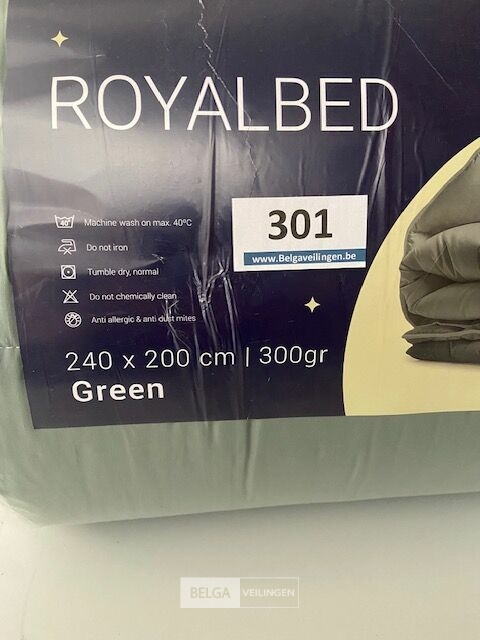 ROYALBED
40°
Machine wash on max. 40°C
Do not iron
Tumble dry, normal
Do not chemically clean
Anti allergic & anti dust mites
301
www.Belgaveilingen.be
240 x 200 cm | 300gr
Green
BELGA VEILINGEN